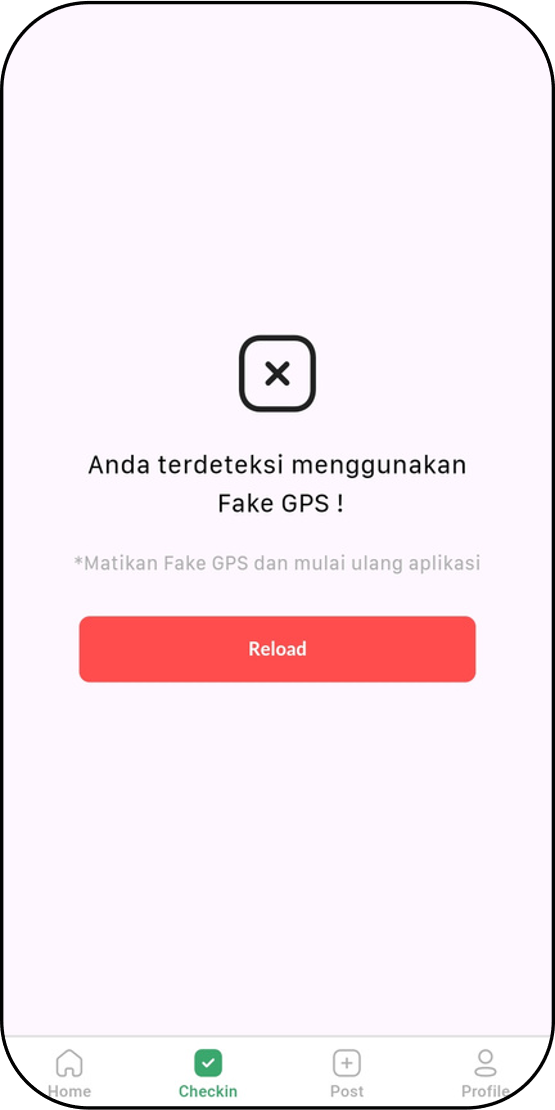 Anda terdeteksi menggunakan
Fake GPS !
*Matikan Fake GPS dan mulai ulang aplikasi
Reload
Home
Checkin
Post
Profile